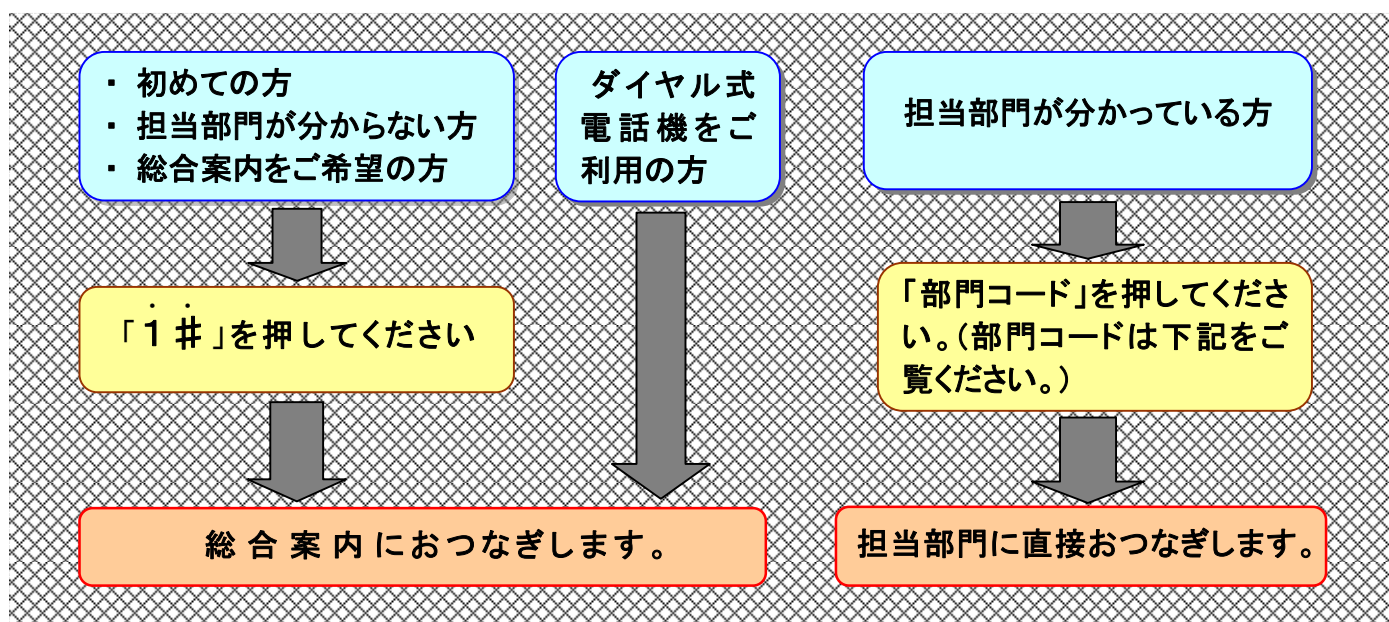 ・ 初めての方
・ 担当部門が分からない方
・ 総合案内をご希望の方
ダイヤル式
電話機をご
利用の方
担当部門が分かっている方
「1♯」を押してください
「部門コード」を押してくださ
い。(部門コードは下記をご
覧ください。)
総合案内におつなぎします。
担当部門に直接おつなぎします。